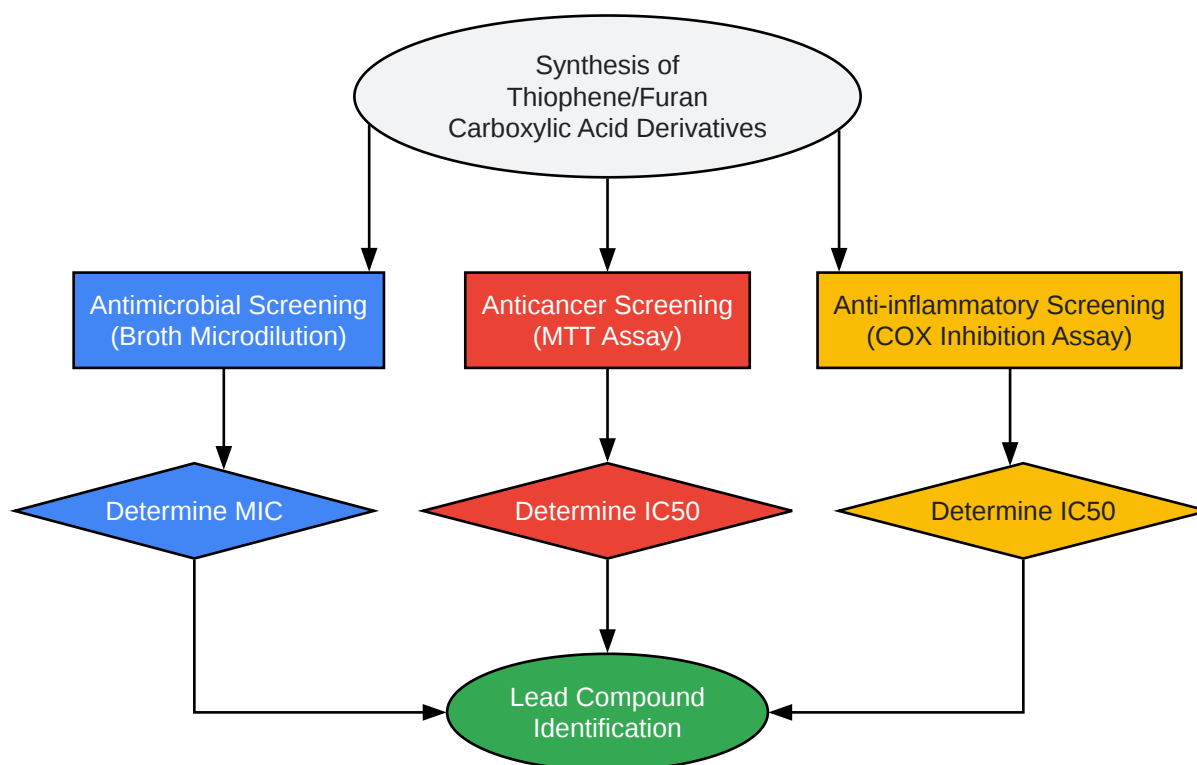 Synthesis of
Thiophene/Furan
Carboxylic Acid Derivatives
Antimicrobial Screening
(Broth Microdilution)
Anticancer Screening
(MTT Assay)
Anti-inflammatory Screening
(COX Inhibition Assay)
Determine MIC
Determine IC50
Determine IC50
Lead Compound
Identification